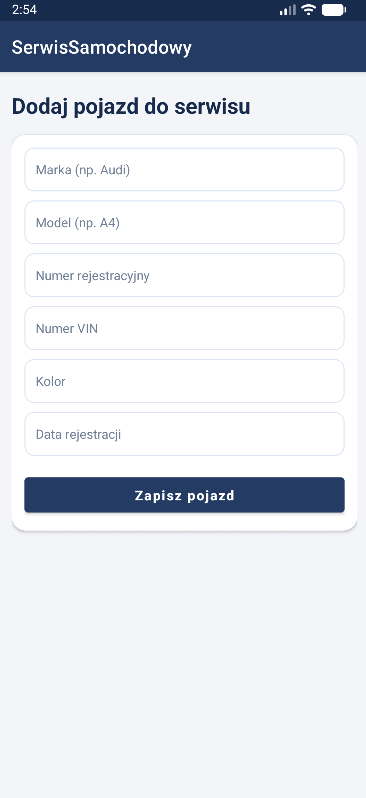 2:54
SerwisSamochodowy
Dodaj pojazd do serwisu
Marka (np. Audi)
Model (np. A4)
Numer rejestracyjny
Numer VIN
Kolor
Data rejestracji
Zapisz pojazd